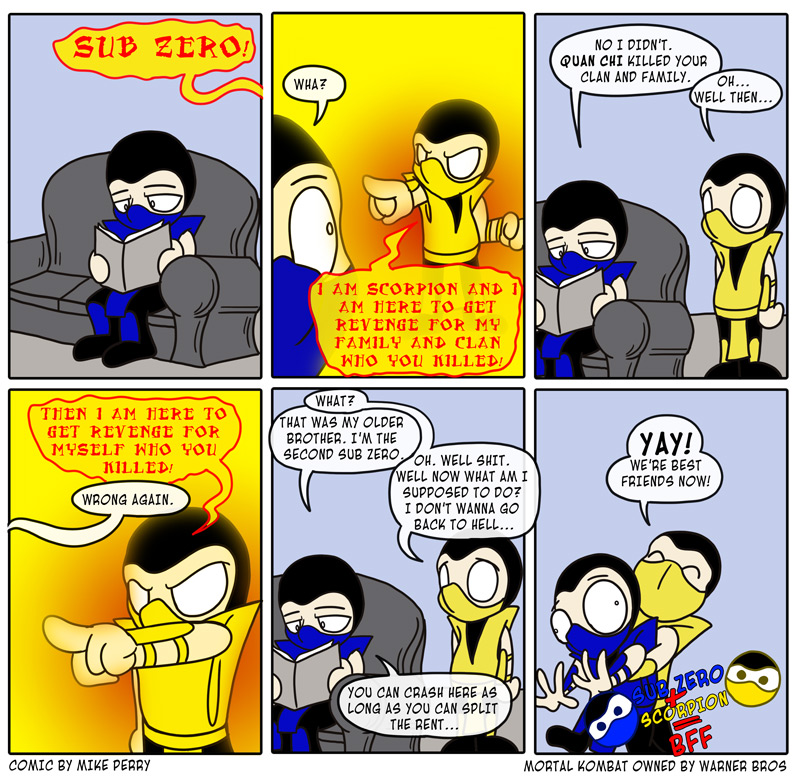 SUB ZERO!
WHA?
I AM SCORPION AND I
AM HERE TO GET
REVENGE FOR MY
FAMILY AND CLAN
WHO YOU KILLED!
NO I DIDN'T.
QUAN CHI KILLED YOUR
CLAN AND FAMILY.
OH...
WELL THEN...
THEN I AM HERE TO
GET REVENGE FOR
MYSELF WHO YOU
KILLED!
WRONG AGAIN.
WHAT?
THAT WAS MY OLDER
BROTHER. I'M THE
SECOND SUB ZERO.
OH. WELL SHIT.
WELL NOW WHAT AM I
SUPPOSED TO DO?
I DON'T WANNA GO
BACK TO HELL...
YOU CAN CRASH HERE AS
LONG AS YOU CAN SPLIT
THE RENT...
YAY!
WE'RE BEST
FRIENDS NOW!
SUB ZERO
+
SCORPION
=
BFF
COMIC BY MIKE PERRY
MORTAL KOMBAT OWNED BY WARNER BROS